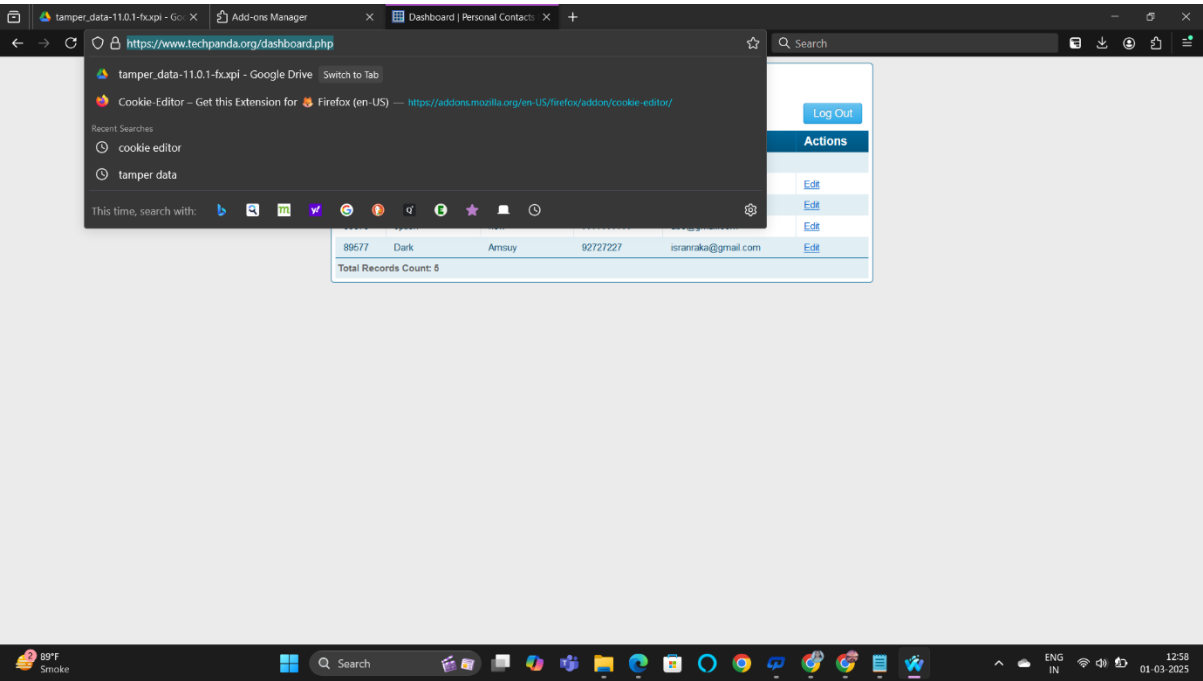 tamper_data-11.0.1-fx.xpi - Goo
Add-ons Manager
Dashboard | Personal Contacts
https://www.techpanda.org/dashboard.php
Search
tamper_data-11.0.1-fx.xpi - Google Drive Switch to Tab
Cookie-Editor – Get this Extension for 🦊 Firefox (en-US) — https://addons.mozilla.org/en-US/firefox/addon/cookie-editor/
Recent Searches
cookie editor
tamper data
This time, search with:
Log Out
Actions
Edit
Edit
Edit
89577 Dark Amsuy 92727227 isranraka@gmail.com Edit
Total Records Count: 5
2
89°F
Smoke
Search
ENG
IN
12:58
01-03-2025